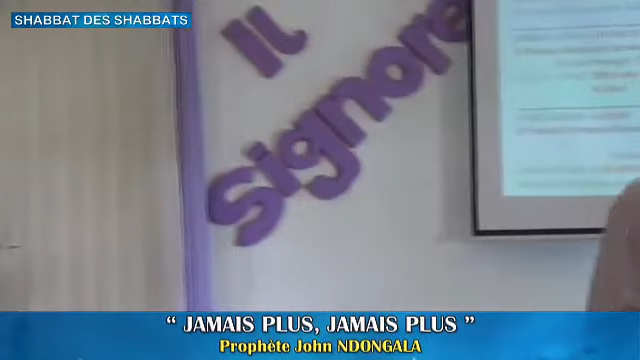 SHABBAT DES SHABBATS
Il
Signore
“ JAMAIS PLUS, JAMAIS PLUS ”
Prophète John NDONGALA